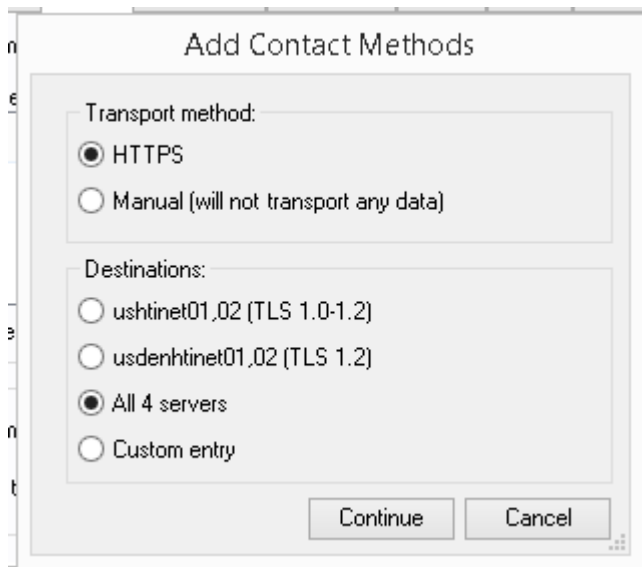 Add Contact Methods
Transport method:
HTTPS
Manual (will not transport any data)
Destinations:
ushtinet01,02 (TLS 1.0-1.2)
usdenhtinet01,02 (TLS 1.2)
All 4 servers
Custom entry
Continue Cancel